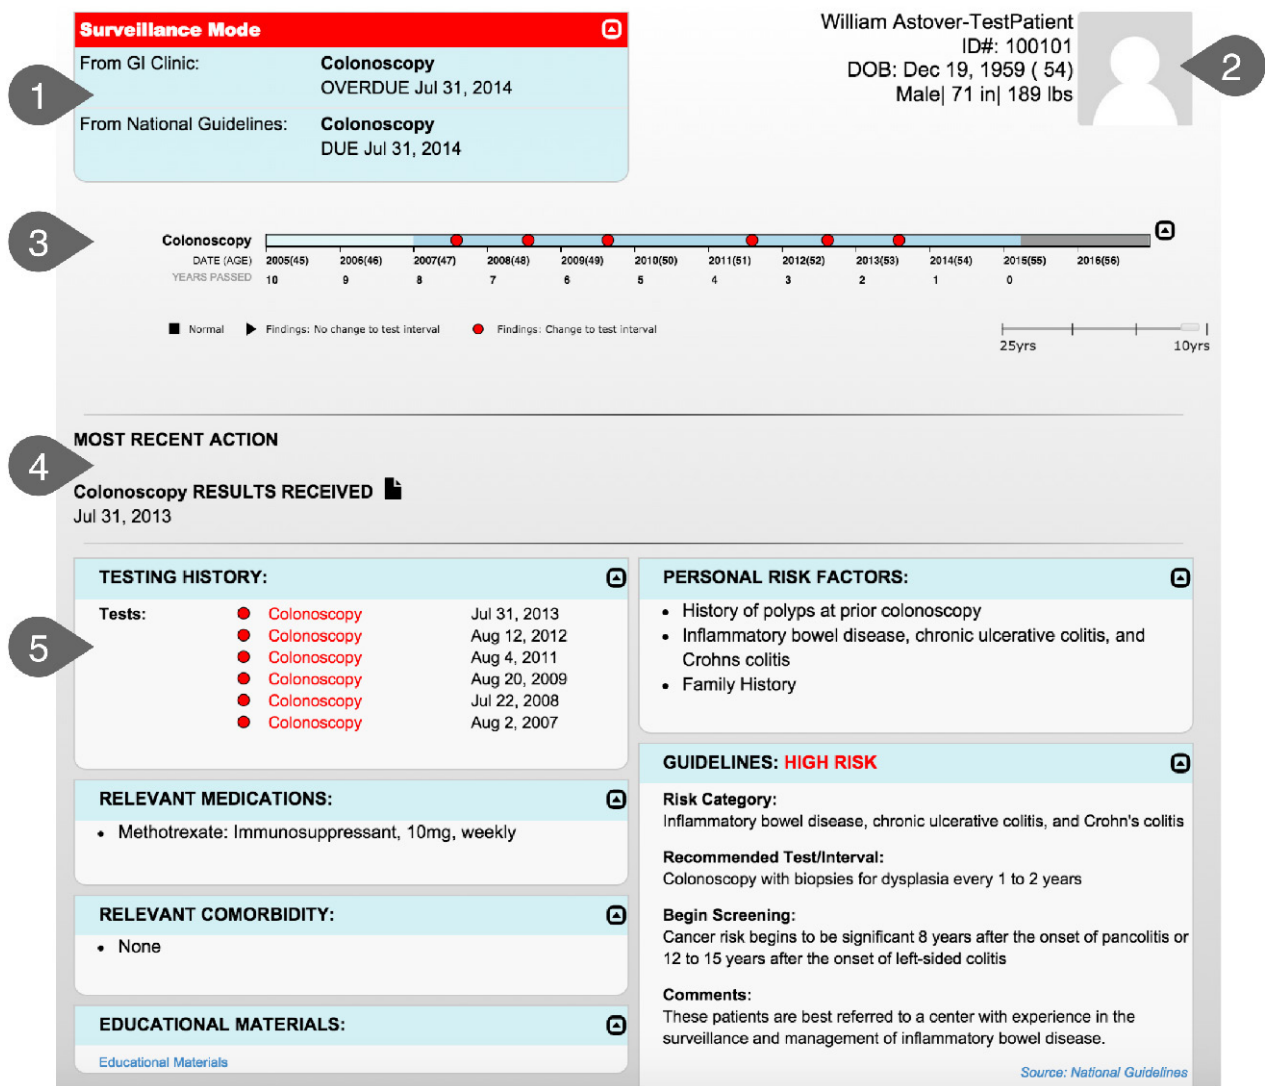 Surveillance Mode
From GI Clinic: Colonoscopy
OVERDUE Jul 31, 2014
From National Guidelines: Colonoscopy
DUE Jul 31, 2014
1
William Astover-TestPatient
ID#: 100101
DOB: Dec 19, 1959 ( 54)
Male| 71 in| 189 lbs
2
3
Colonoscopy
DATE (AGE) 2005(45) 2006(46) 2007(47) 2008(48) 2009(49) 2010(50) 2011(51) 2012(52) 2013(53) 2014(54) 2015(55) 2016(56)
YEARS PASSED 10 9 8 7 6 5 4 3 2 1 0
Normal Findings: No change to test interval Findings: Change to test interval
25yrs 10yrs
MOST RECENT ACTION
4
Colonoscopy RESULTS RECEIVED
Jul 31, 2013
TESTING HISTORY:
Tests: Colonoscopy Jul 31, 2013
Colonoscopy Aug 12, 2012
Colonoscopy Aug 4, 2011
Colonoscopy Aug 20, 2009
Colonoscopy Jul 22, 2008
Colonoscopy Aug 2, 2007
5
RELEVANT MEDICATIONS:
• Methotrexate: Immunosuppressant, 10mg, weekly
RELEVANT COMORBIDITY:
• None
EDUCATIONAL MATERIALS:
Educational Materials
PERSONAL RISK FACTORS:
• History of polyps at prior colonoscopy
• Inflammatory bowel disease, chronic ulcerative colitis, and
Crohns colitis
• Family History
GUIDELINES: HIGH RISK
Risk Category:
Inflammatory bowel disease, chronic ulcerative colitis, and Crohn's colitis
Recommended Test/Interval:
Colonoscopy with biopsies for dysplasia every 1 to 2 years
Begin Screening:
Cancer risk begins to be significant 8 years after the onset of pancolitis or
12 to 15 years after the onset of left-sided colitis
Comments:
These patients are best referred to a center with experience in the
surveillance and management of inflammatory bowel disease.
Source: National Guidelines